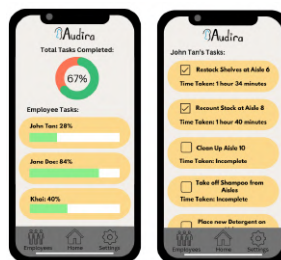 Audira
Total Tasks Completed:
67%
Employee Tasks:
John Tan: 28%
Jane Doe: 84%
Khai: 40%
Employees
Home
Settings
Audira
John Tan's Tasks:
Restock Shelves at Aisle 6
Time Taken: 1 hour 34 minutes
Recount Stock at Aisle 8
Time Taken: 1 hour 40 minutes
Clean Up Aisle 10
Time Taken: Incomplete
Take off Shampoo from
Aisles
Time Taken: Incomplete
Place new Detergent on
Employees
Home
Settings